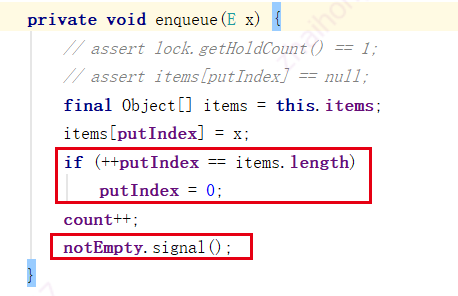 private void enqueue(E x) {
// assert lock.getHoldCount() == 1;
// assert items[putIndex] == null;
final Object[] items = this.items;
items[putIndex] = x;
if (++putIndex == items.length)
putIndex = 0;
count++;
notEmpty.signal();
}